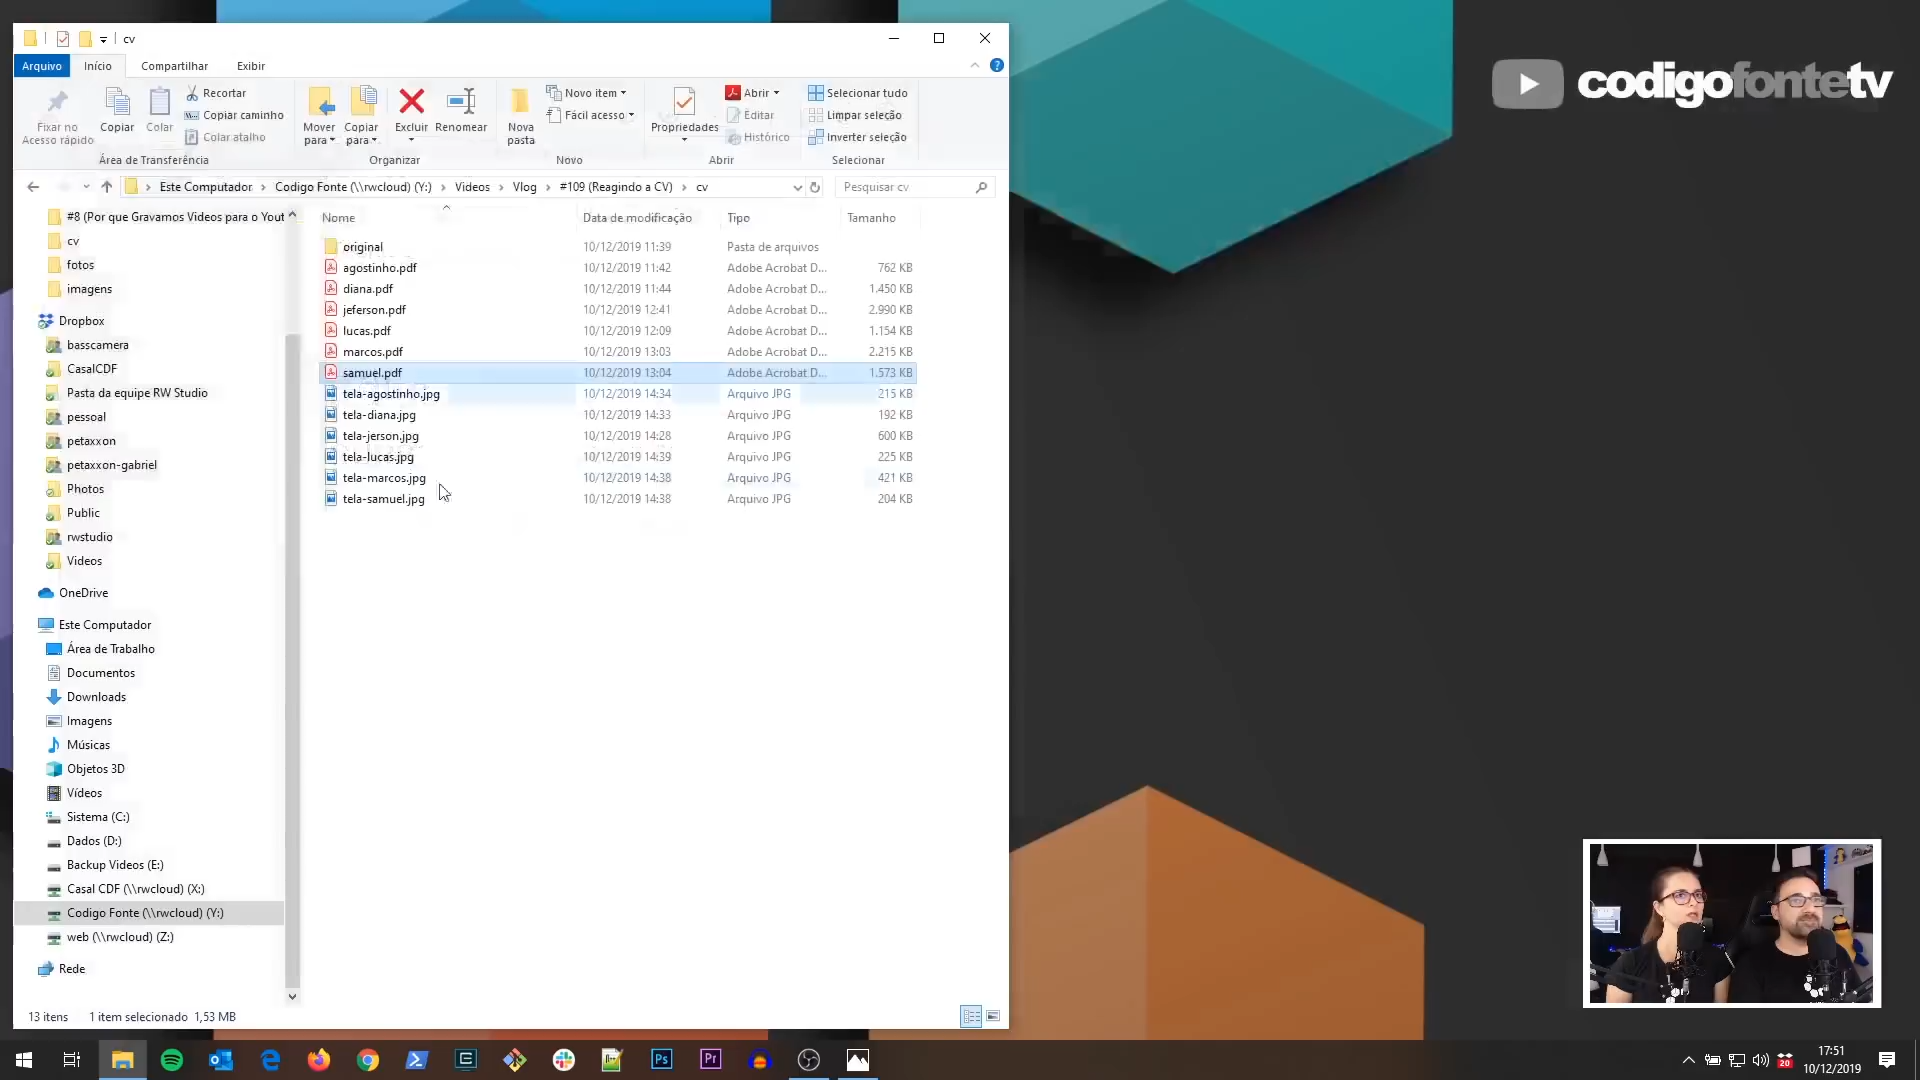 cv
codigofontetv
Arquivo Início Compartilhar Exibir
Fixar no
Acesso rápido
Copiar
Colar
Recortar
Copiar caminho
Colar atalho
Mover
para
Copiar
para
Excluir
Renomear
Nova
pasta
Novo item
Fácil acesso
Propriedades
Abrir
Editar
Histórico
Selecionar tudo
Limpar seleção
Inverter seleção
Área de Transferência Organizar Novo Abrir Selecionar
Este Computador Codigo Fonte (\\rwcloud) (Y:) Videos Vlog #109 (Reagindo a CV) cv
Pesquisar cv
#8 (Por que Gravamos Videos para o Yout
cv
fotos
imagens
Dropbox
basscamera
CasalCDF
Pasta da equipe RW Studio
pessoal
petaxxon
petaxxon-gabriel
Photos
Public
rwstudio
Videos
OneDrive
Este Computador
Área de Trabalho
Documentos
Downloads
Imagens
Músicas
Objetos 3D
Vídeos
Sistema (C:)
Dados (D:)
Backup Videos (E:)
Casal CDF (\\rwcloud) (X:)
Codigo Fonte (\\rwcloud) (Y:)
web (\\rwcloud) (Z:)
Rede
Nome Data de modificação Tipo Tamanho
original 10/12/2019 11:39 Pasta de arquivos
agostinho.pdf 10/12/2019 11:42 Adobe Acrobat D... 762 KB
diana.pdf 10/12/2019 11:44 Adobe Acrobat D... 1.450 KB
jeferson.pdf 10/12/2019 12:41 Adobe Acrobat D... 2.990 KB
lucas.pdf 10/12/2019 12:09 Adobe Acrobat D... 1.154 KB
marcos.pdf 10/12/2019 13:03 Adobe Acrobat D... 2.215 KB
samuel.pdf 10/12/2019 13:04 Adobe Acrobat D... 1.573 KB
tela-agostinho.jpg 10/12/2019 14:34 Arquivo JPG 215 KB
tela-diana.jpg 10/12/2019 14:33 Arquivo JPG 192 KB
tela-jerson.jpg 10/12/2019 14:28 Arquivo JPG 600 KB
tela-lucas.jpg 10/12/2019 14:39 Arquivo JPG 225 KB
tela-marcos.jpg 10/12/2019 14:38 Arquivo JPG 421 KB
tela-samuel.jpg 10/12/2019 14:38 Arquivo JPG 204 KB
13 itens 1 item selecionado 1,53 MB
Ps
Pr
20
17:51
10/12/2019